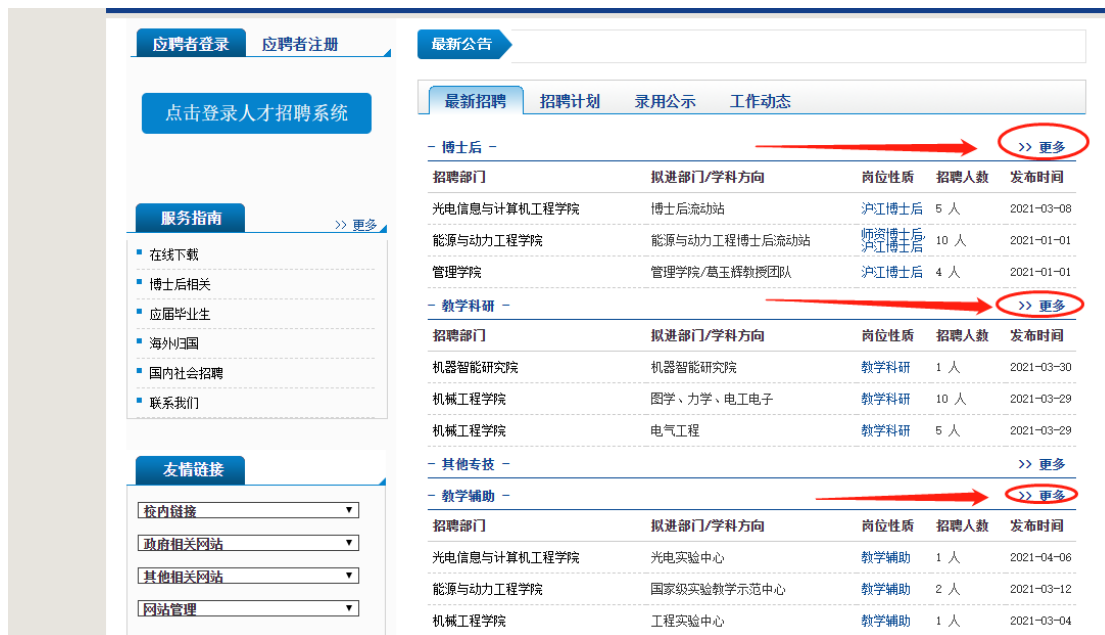 应聘者登录 应聘者注册
点击登录人才招聘系统
服务指南 >> 更多
在线下载
博士后相关
应届毕业生
海外归国
国内社会招聘
联系我们
友情链接
校内链接
政府相关网站
其他相关网站
网站管理
最新公告
最新招聘 招聘计划 录用公示 工作动态
- 博士后 - >> 更多
招聘部门 拟进部门/学科方向 岗位性质 招聘人数 发布时间
光电信息与计算机工程学院 博士后流动站 沪江博士后 5 人 2021-03-08
能源与动力工程学院 能源与动力工程博士后流动站 师资博士后,沪江博士后 10 人 2021-01-01
管理学院 管理学院/葛玉辉教授团队 沪江博士后 4 人 2021-01-01
- 教学科研 - >> 更多
招聘部门 拟进部门/学科方向 岗位性质 招聘人数 发布时间
机器智能研究院 机器智能研究院 教学科研 1 人 2021-03-30
机械工程学院 图学、力学、电工电子 教学科研 10 人 2021-03-29
机械工程学院 电气工程 教学科研 5 人 2021-03-29
- 其他专技 - >> 更多
- 教学辅助 - >> 更多
招聘部门 拟进部门/学科方向 岗位性质 招聘人数 发布时间
光电信息与计算机工程学院 光电实验中心 教学辅助 1 人 2021-04-06
能源与动力工程学院 国家级实验教学示范中心 教学辅助 2 人 2021-03-12
机械工程学院 工程实验中心 教学辅助 1 人 2021-03-04